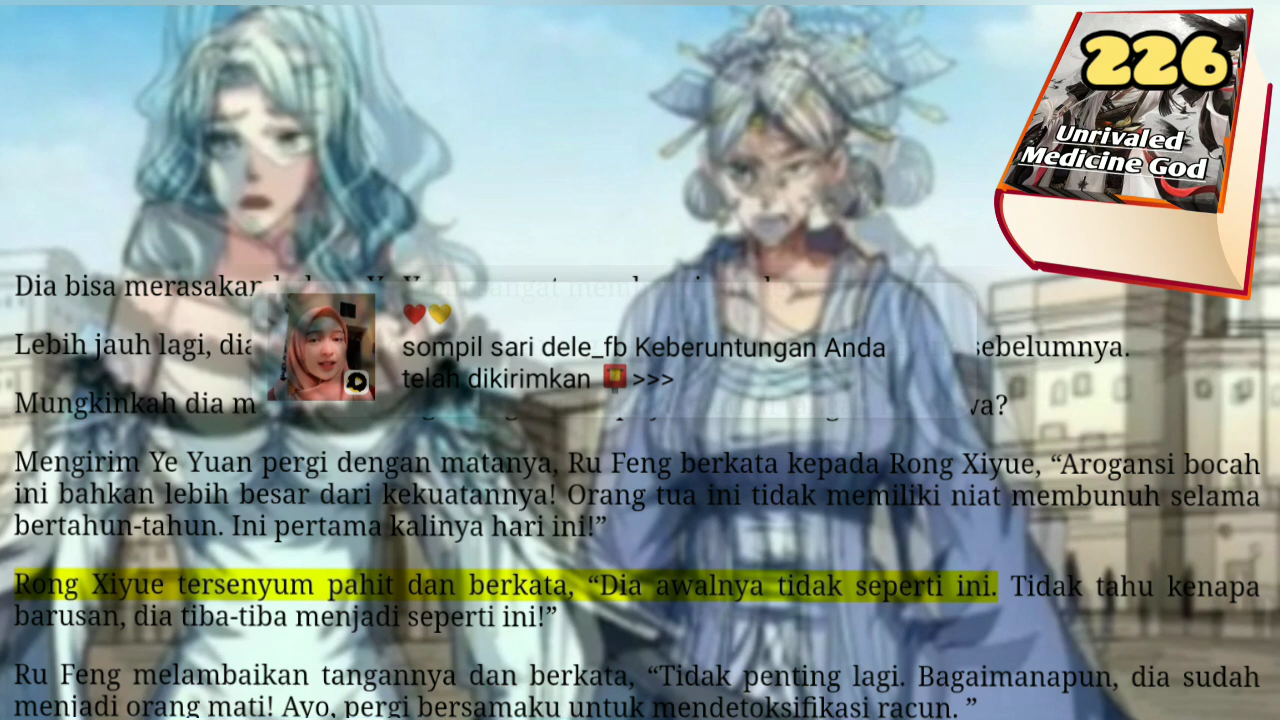 226
Unrivaled
Medicine God
Dia bisa merasakan
sompil sari dele_fb Keberuntungan Anda
telah dikirimkan >>>
Lebih jauh lagi, dia sebelumnya.
Mungkinkah dia
Mengirim Ye Yuan pergi dengan matanya, Ru Feng berkata kepada Rong Xiyue, “Arogansi bocah
ini bahkan lebih besar dari kekuatannya! Orang tua ini tidak memiliki niat membunuh selama
bertahun-tahun. Ini pertama kalinya hari ini!”
Rong Xiyue tersenyum pahit dan berkata, “Dia awalnya tidak seperti ini. Tidak tahu kenapa
barusan, dia tiba-tiba menjadi seperti ini!”
Ru Feng melambaikan tangannya dan berkata, “Tidak penting lagi. Bagaimanapun, dia sudah
menjadi orang mati! Ayo, pergi bersamaku untuk mendetoksifikasi racun. ”